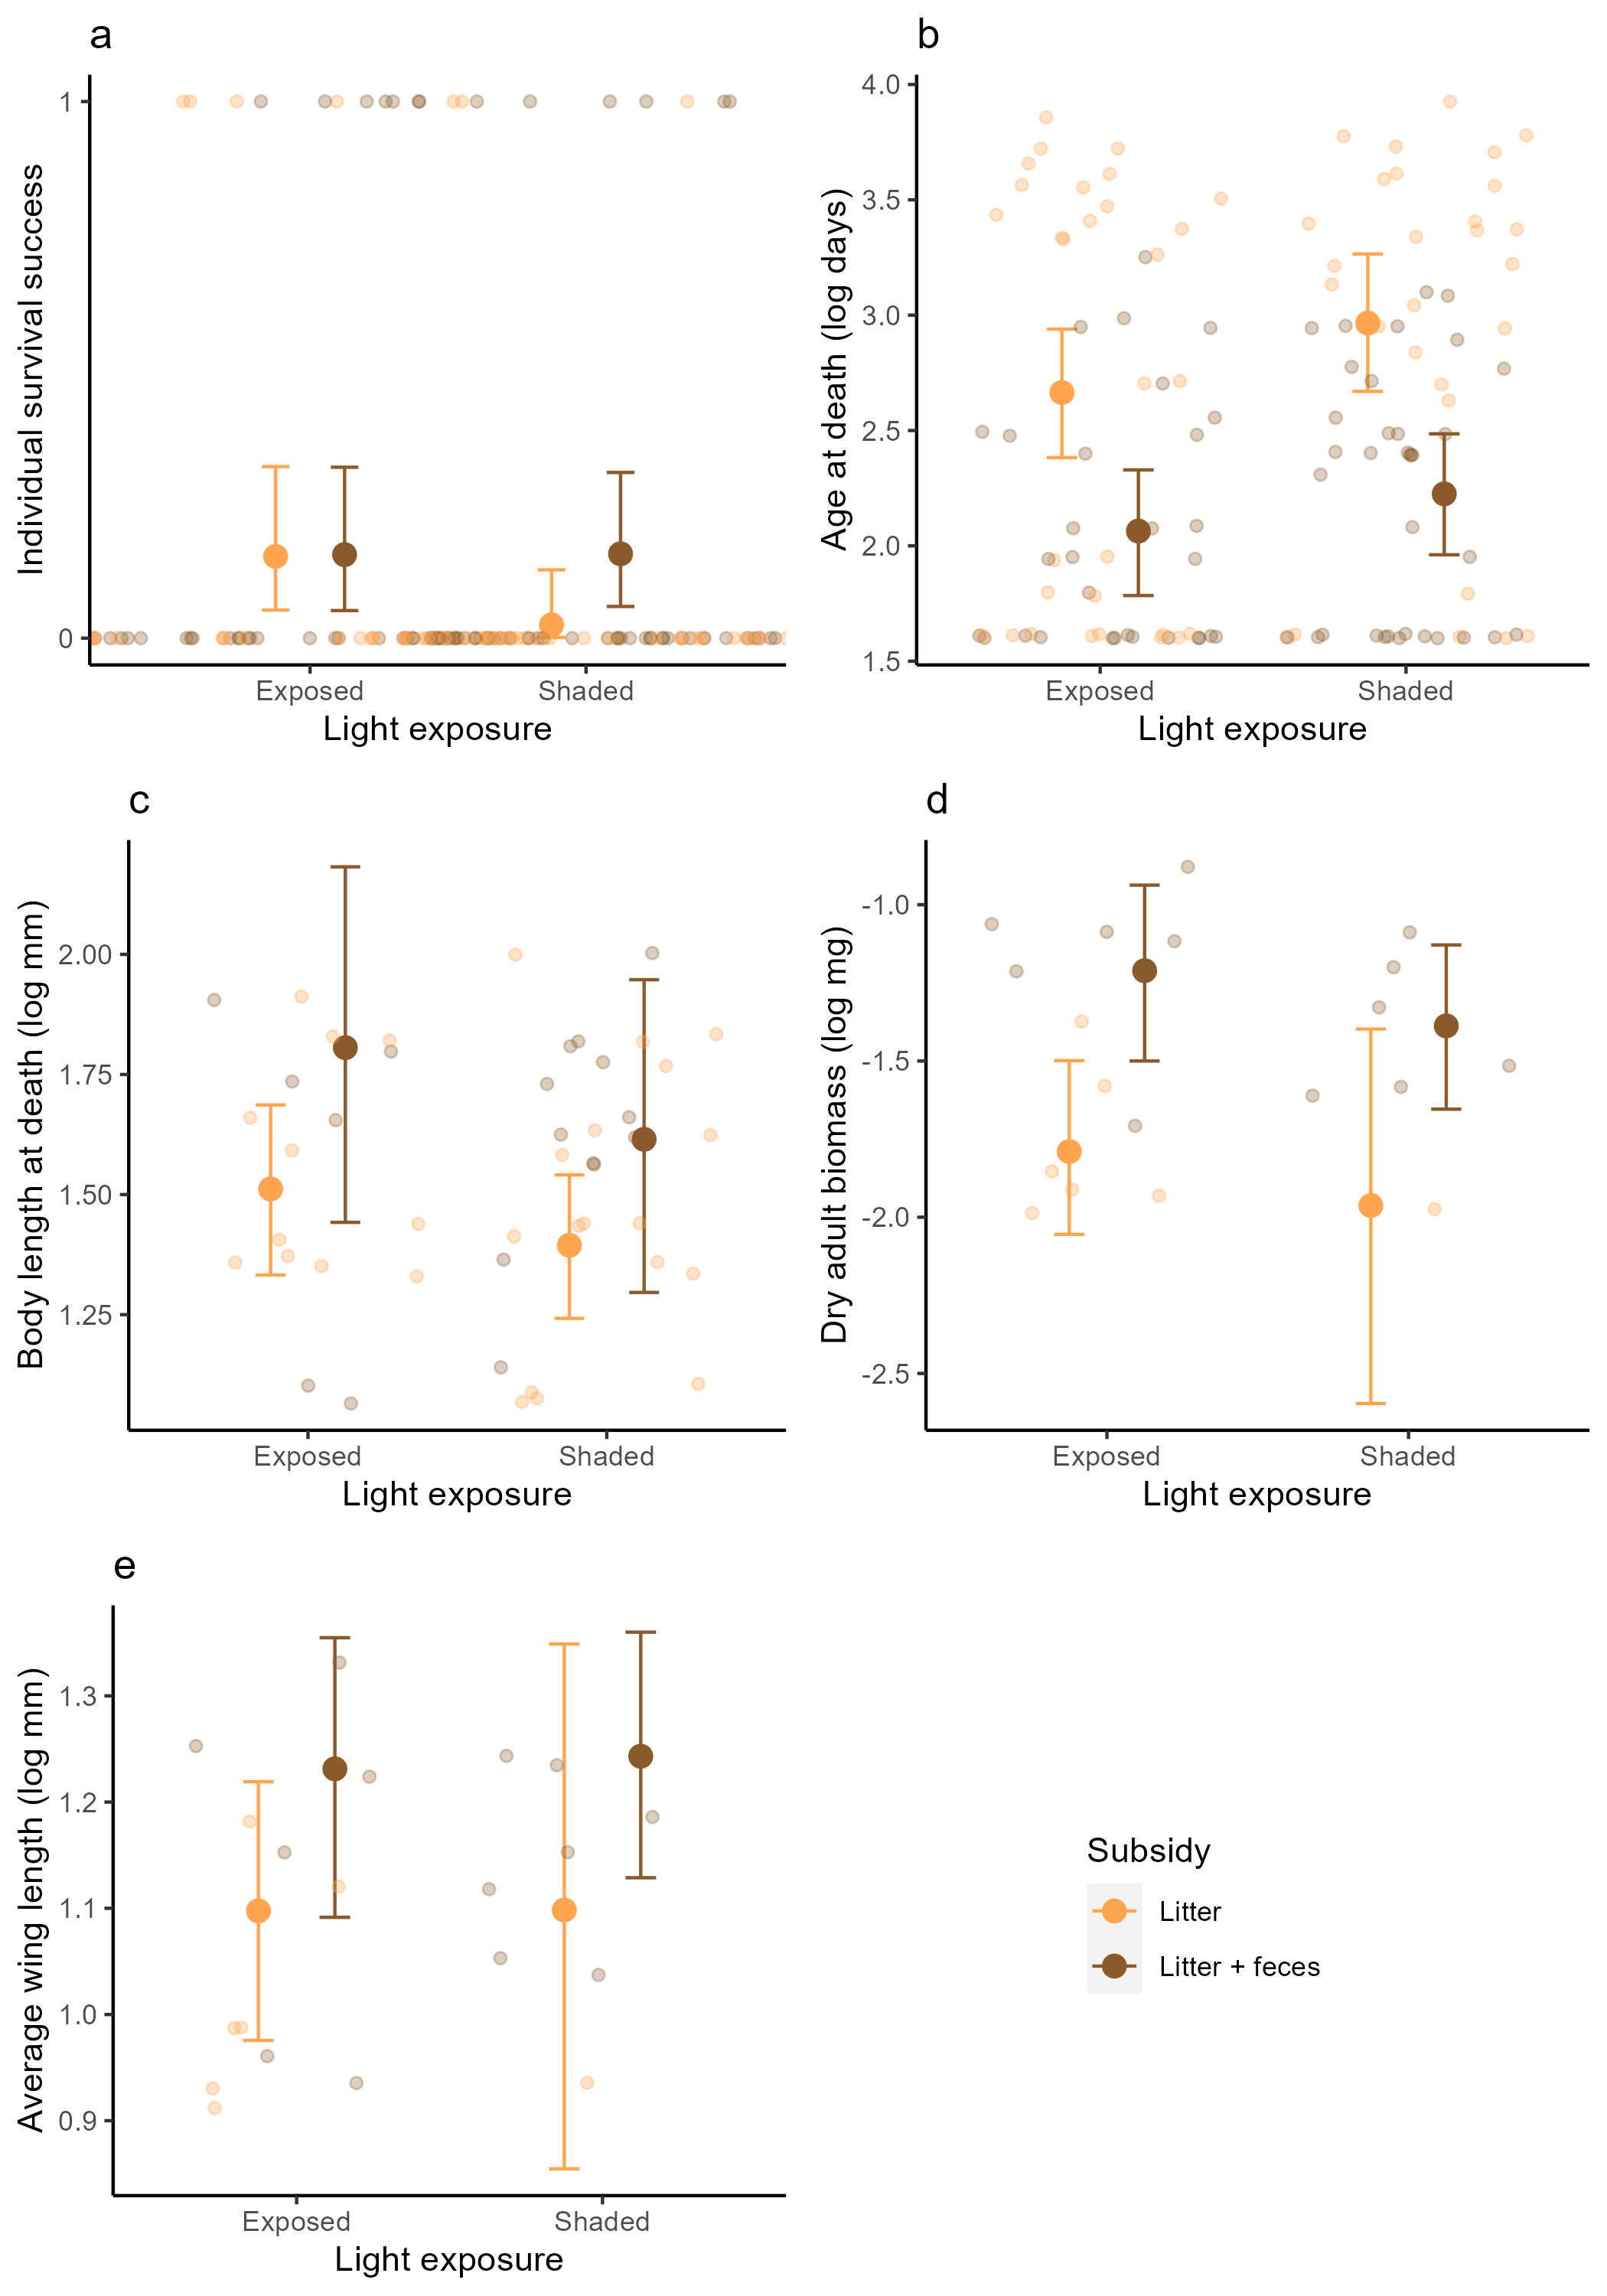 a
Individual survival success
1
0
Exposed
Shaded
Light exposure
b
Age at death (log days)
4.0
3.5
3.0
2.5
2.0
1.5
Exposed
Shaded
Light exposure
c
Body length at death (log mm)
2.00
1.75
1.50
1.25
Exposed
Shaded
Light exposure
d
Dry adult biomass (log mg)
-1.0
-1.5
-2.0
-2.5
Exposed
Shaded
Light exposure
e
Average wing length (log mm)
1.3
1.2
1.1
1.0
0.9
Exposed
Shaded
Light exposure
Subsidy
Litter
Litter + feces